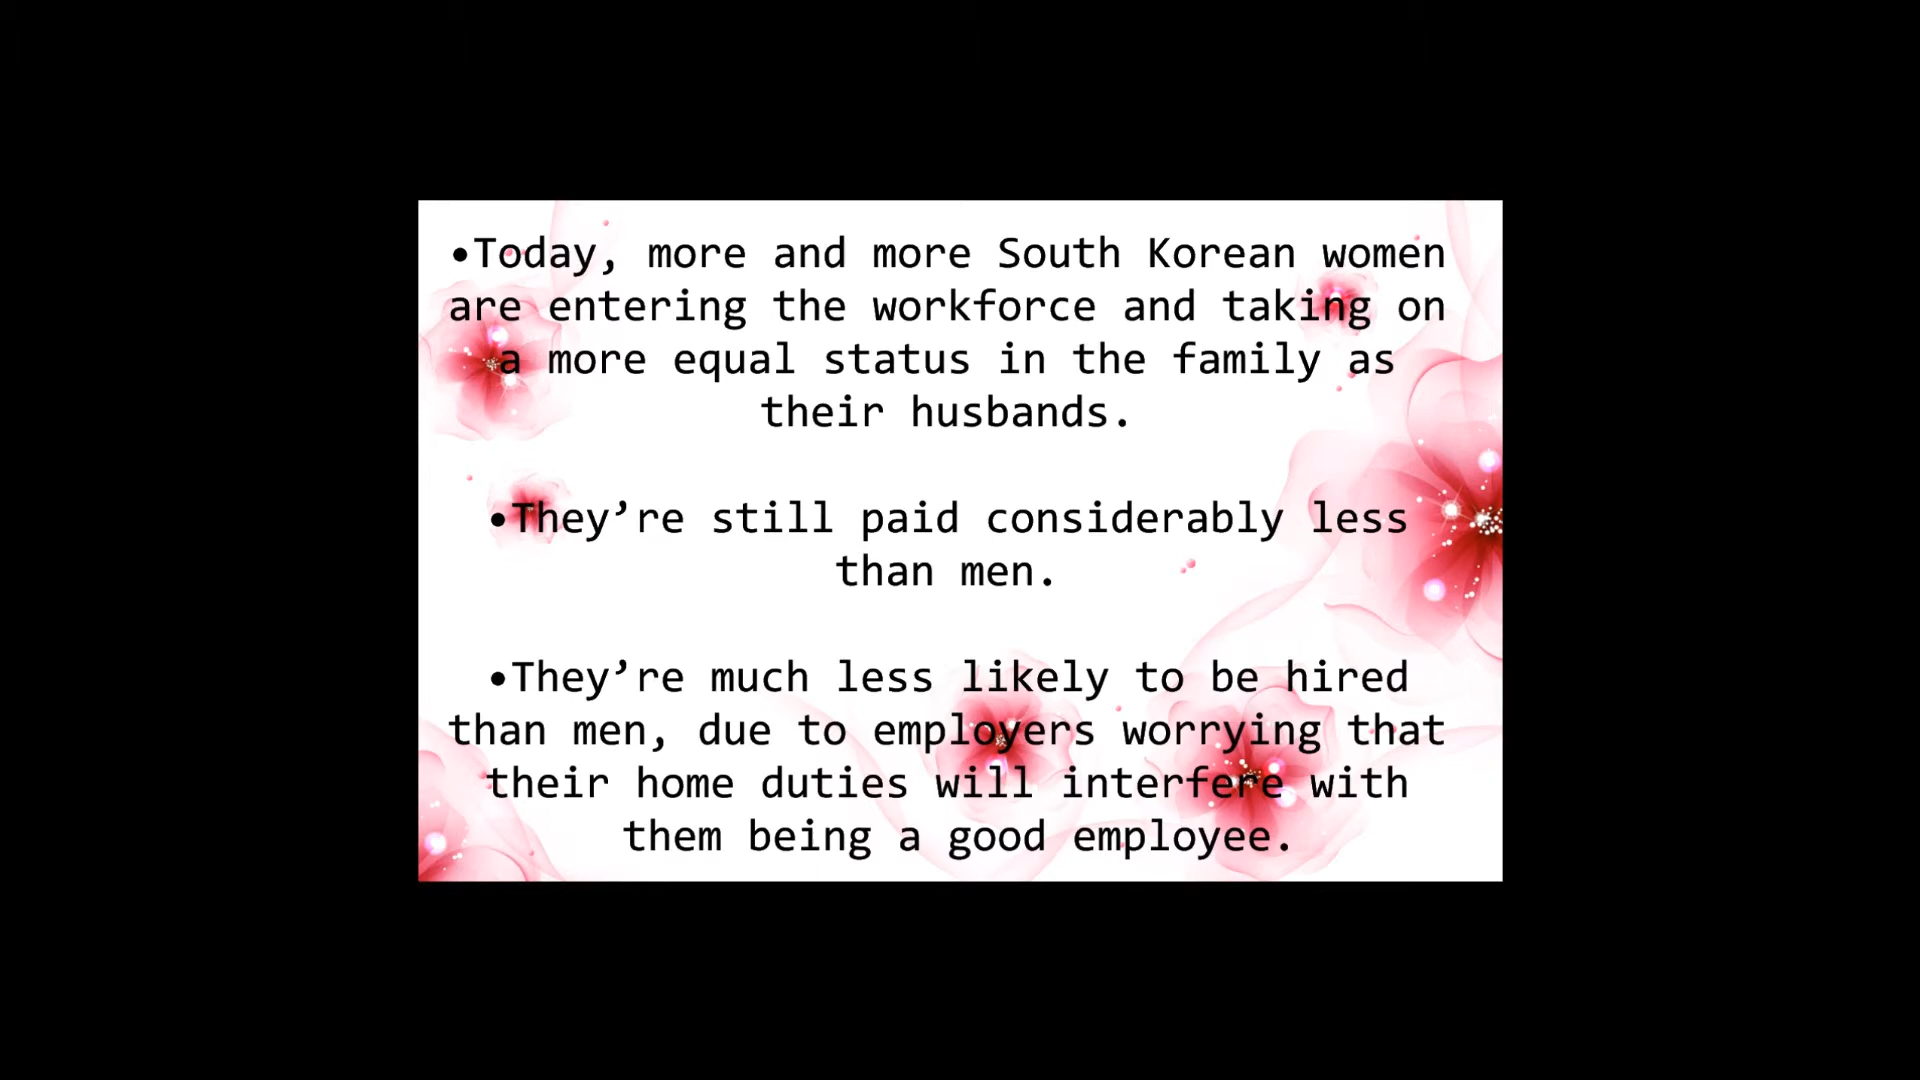 •Today, more and more South Korean women
are entering the workforce and taking on
a more equal status in the family as
their husbands.
•They’re still paid considerably less
than men.
•They’re much less likely to be hired
than men, due to employers worrying that
their home duties will interfere with
them being a good employee.